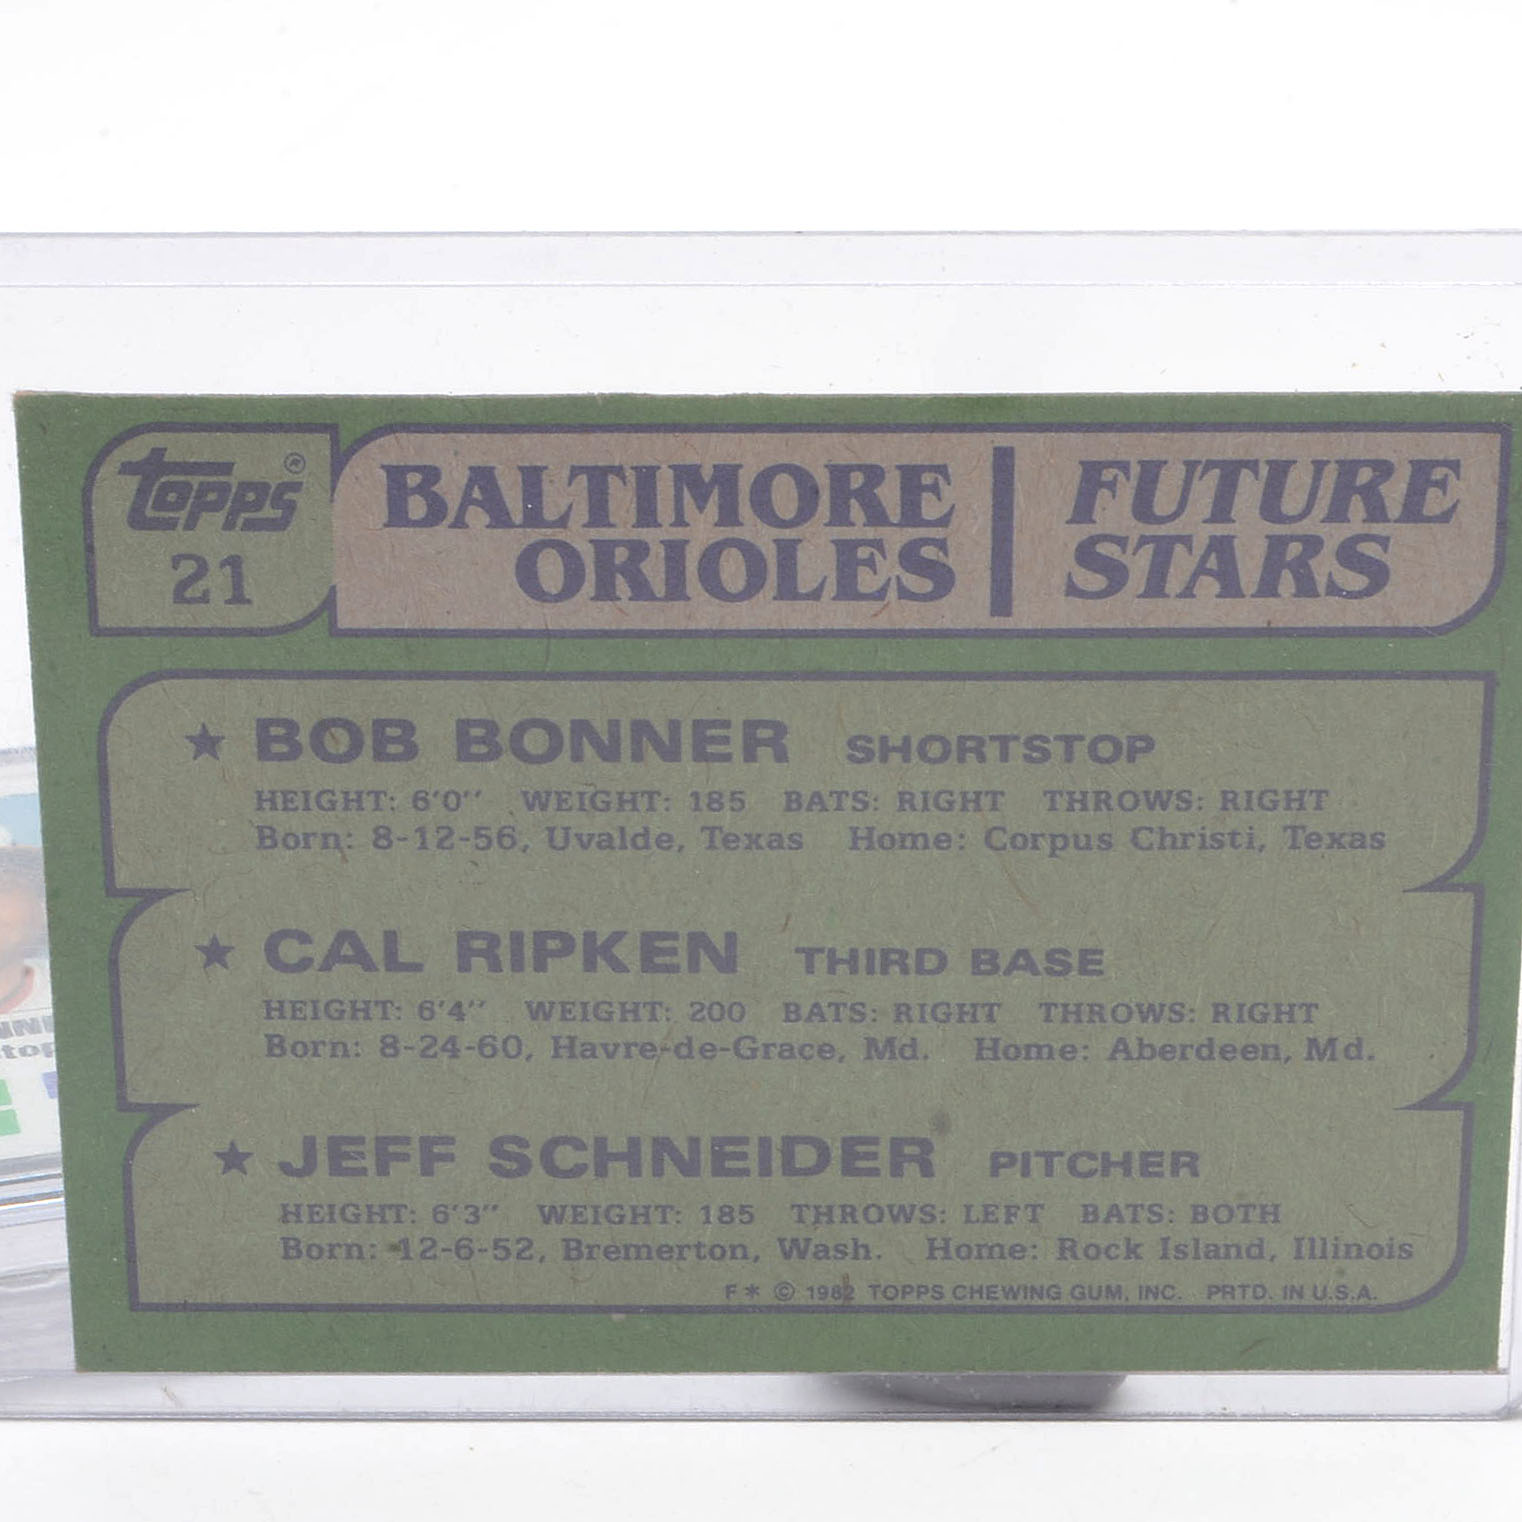 topps®
21
BALTIMORE
ORIOLES
FUTURE
STARS
★ BOB BONNER SHORTSTOP
HEIGHT: 6'0" WEIGHT: 185 BATS: RIGHT THROWS: RIGHT
Born: 8-12-56, Uvalde, Texas Home: Corpus Christi, Texas
★ CAL RIPKEN THIRD BASE
HEIGHT: 6'4" WEIGHT: 200 BATS: RIGHT THROWS: RIGHT
Born: 8-24-60, Havre-de-Grace, Md. Home: Aberdeen, Md.
★ JEFF SCHNEIDER PITCHER
HEIGHT: 6'3" WEIGHT: 185 THROWS: LEFT BATS: BOTH
Born: 12-6-52, Bremerton, Wash. Home: Rock Island, Illinois
F* © 1982 TOPPS CHEWING GUM, INC. PRTD. IN U.S.A.